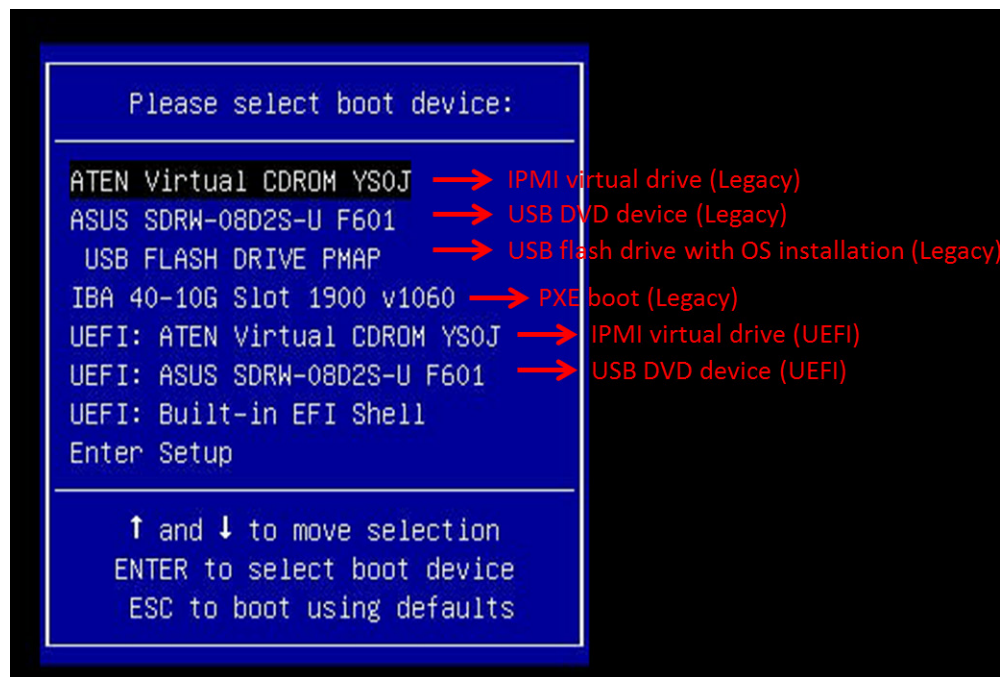 Please select boot device:
ATEN Virtual CDROM YS0J → IPMI virtual drive (Legacy)
ASUS SDRW-08D2S-U F601 → USB DVD device (Legacy)
USB FLASH DRIVE PMAP → USB flash drive with OS installation (Legacy)
IBA 40-10G Slot 1900 v1060 → PXE boot (Legacy)
UEFI: ATEN Virtual CDROM YS0J → IPMI virtual drive (UEFI)
UEFI: ASUS SDRW-08D2S-U F601 → USB DVD device (UEFI)
UEFI: Built-in EFI Shell
Enter Setup
↑ and ↓ to move selection
ENTER to select boot device
ESC to boot using defaults